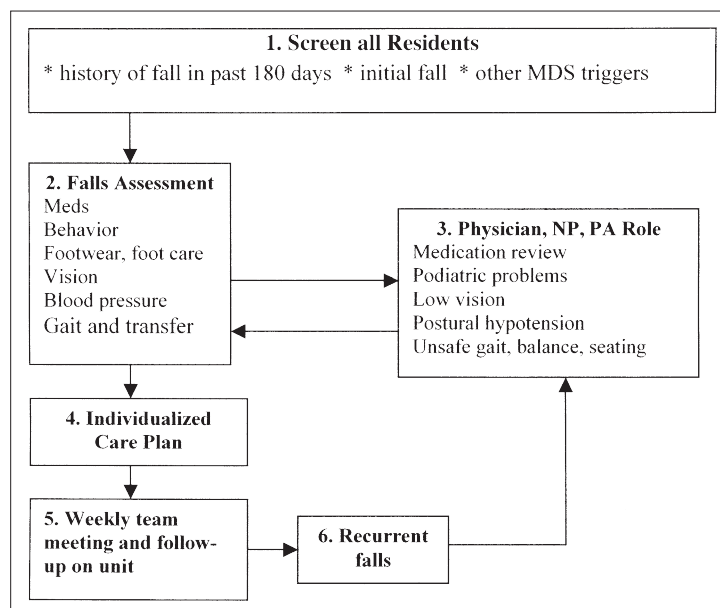 1. Screen all Residents
* history of fall in past 180 days * initial fall * other MDS triggers
2. Falls Assessment
Meds
Behavior
Footwear, foot care
Vision
Blood pressure
Gait and transfer
3. Physician, NP, PA Role
Medication review
Podiatric problems
Low vision
Postural hypotension
Unsafe gait, balance, seating
4. Individualized
Care Plan
5. Weekly team
meeting and follow-
up on unit
6. Recurrent
falls